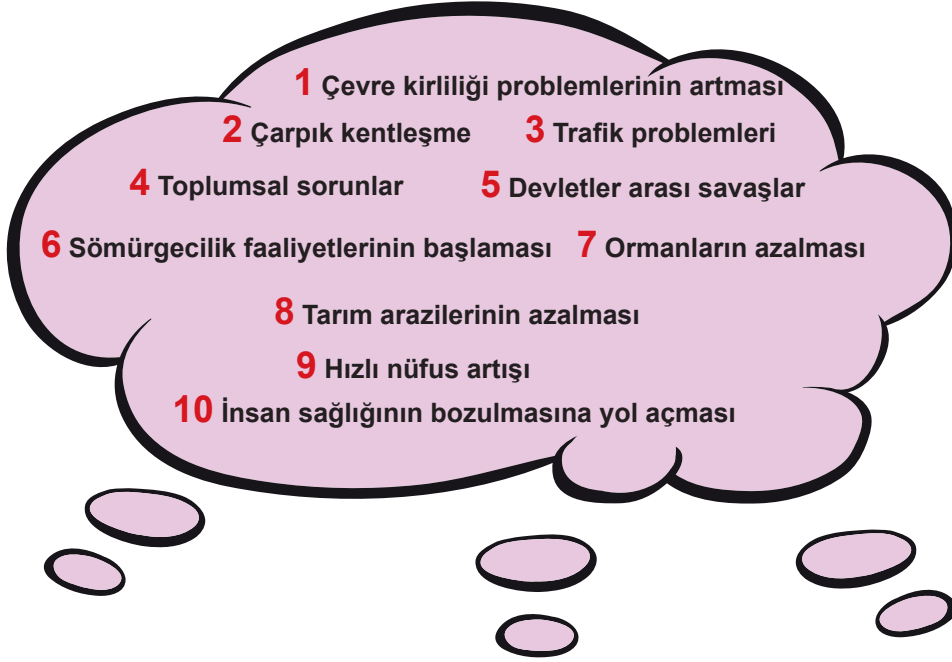 1 Çevre kirliliği problemlerinin artması
2 Çarpık kentleşme 3 Trafik problemleri
4 Toplumsal sorunlar 5 Devletler arası savaşlar
6 Sömürgecilik faaliyetlerinin başlaması 7 Ormanların azalması
8 Tarım arazilerinin azalması
9 Hızlı nüfus artışı
10 İnsan sağlığının bozulmasına yol açması